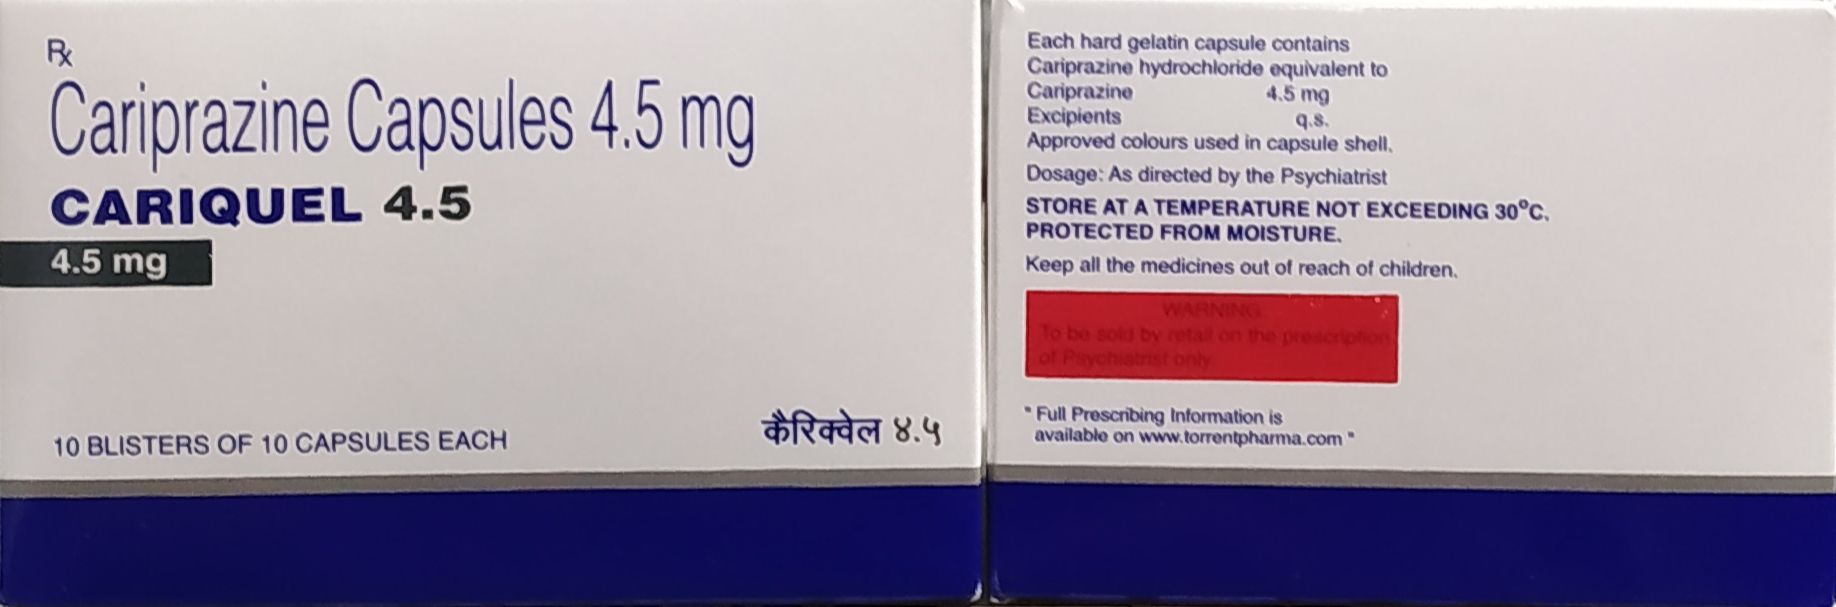 Rx
Cariprazine Capsules 4.5 mg
CARIQUEL 4.5
4.5 mg
10 BLISTERS OF 10 CAPSULES EACH
कैरिक्वेल ४.५
Each hard gelatin capsule contains
Cariprazine hydrochloride equivalent to
Cariprazine 4.5 mg
Excipients q.s.
Approved colours used in capsule shell.
Dosage: As directed by the Psychiatrist
STORE AT A TEMPERATURE NOT EXCEEDING 30°C.
PROTECTED FROM MOISTURE.
Keep all the medicines out of reach of children.
WARNING:
To be sold by retail on the prescription
of Psychiatrist only.
" Full Prescribing Information is
available on www.torrentpharma.com "